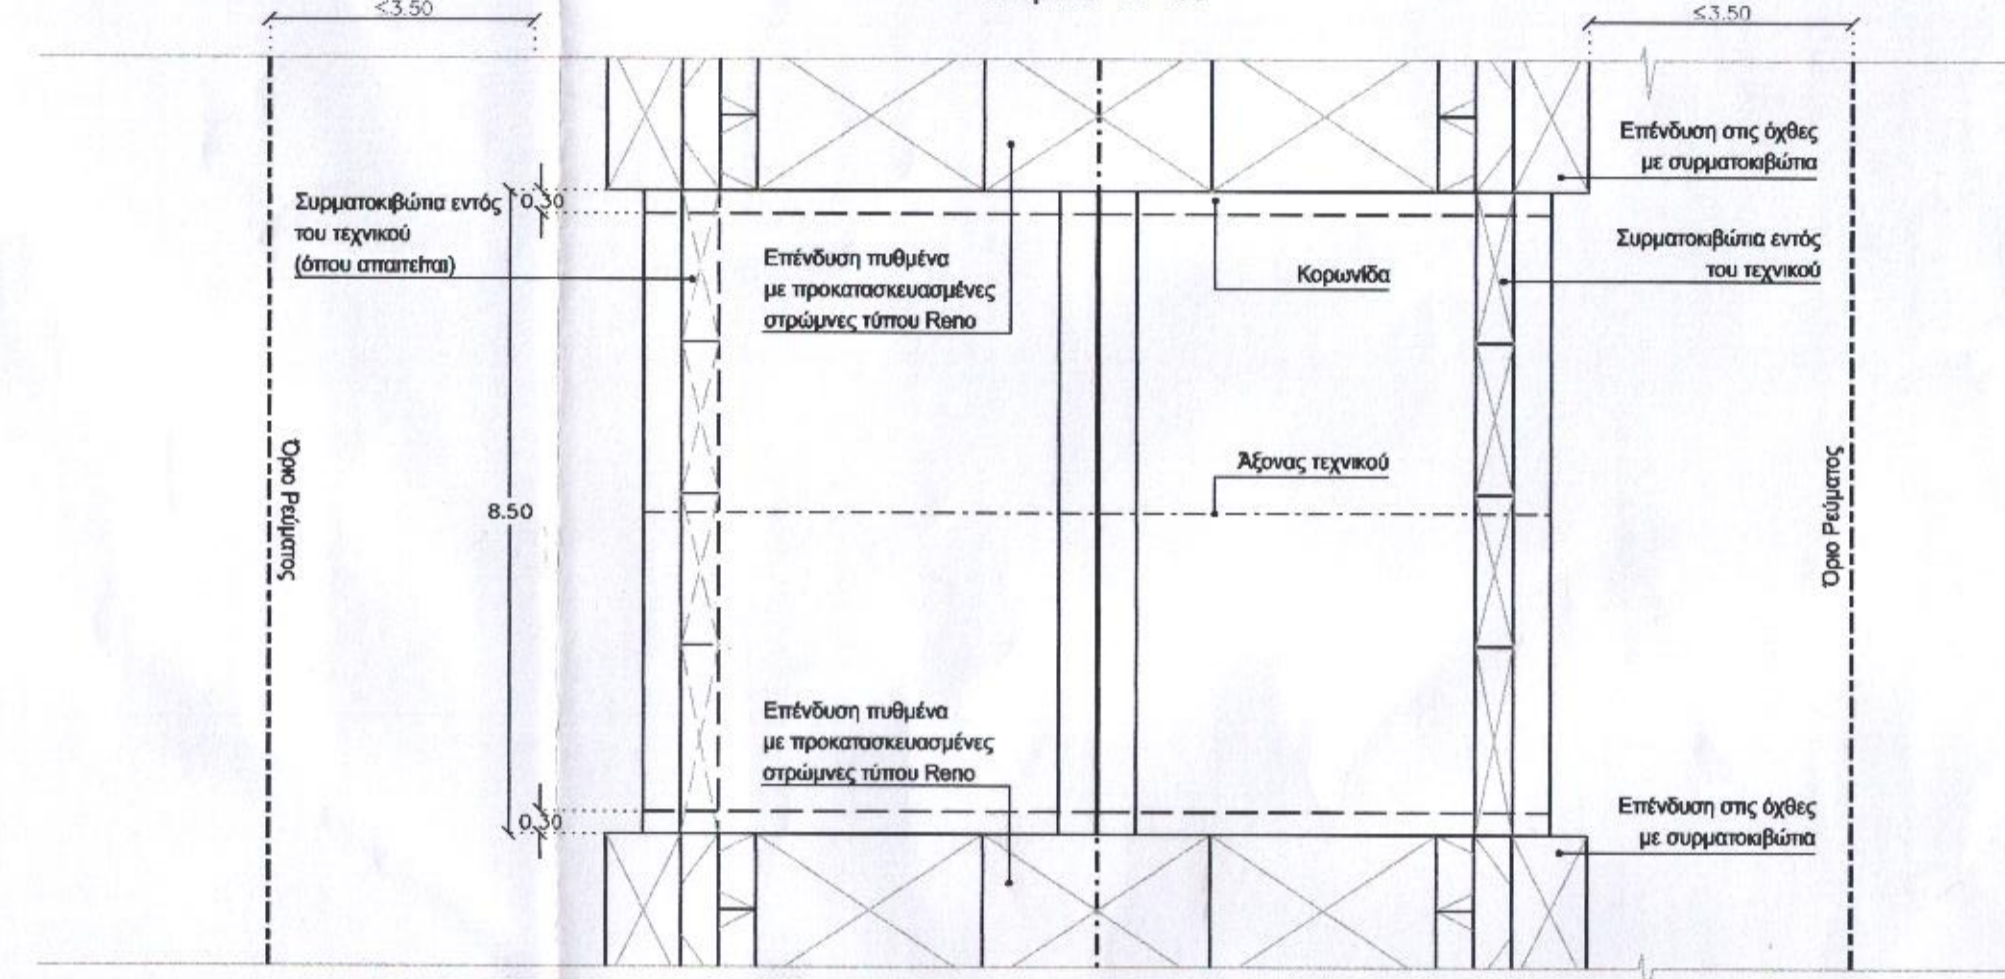 ≤3.50
≤3.50
Επένδυση στις όχθες
με συρματοκιβώτια
Συρματοκιβώτια εντός
του τεχνικού
(όπου απαιτείται)
0.30
Επένδυση πυθμένα
με προκατασκευασμένες
στρώμνες τύπου Reno
Κορωνίδα
Συρματοκιβώτια εντός
του τεχνικού
Όριο Ρεύματος
8.50
Άξονας τεχνικού
Όριο Ρεύματος
Επένδυση πυθμένα
με προκατασκευασμένες
στρώμνες τύπου Reno
0.30
Επένδυση στις όχθες
με συρματοκιβώτια